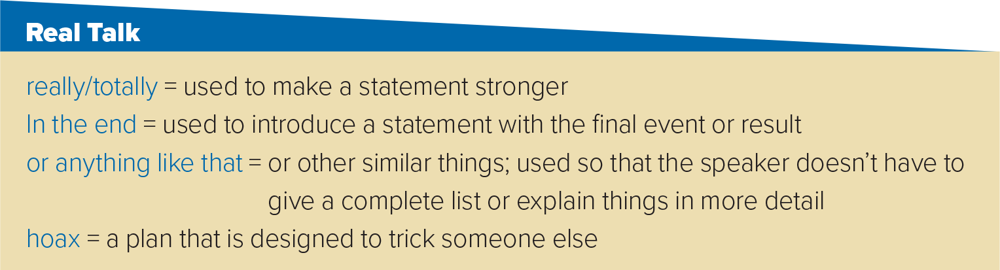 Real Talk
really/totally = used to make a statement stronger
In the end = used to introduce a statement with the final event or result
or anything like that = or other similar things; used so that the speaker doesn’t have to
give a complete list or explain things in more detail
hoax = a plan that is designed to trick someone else